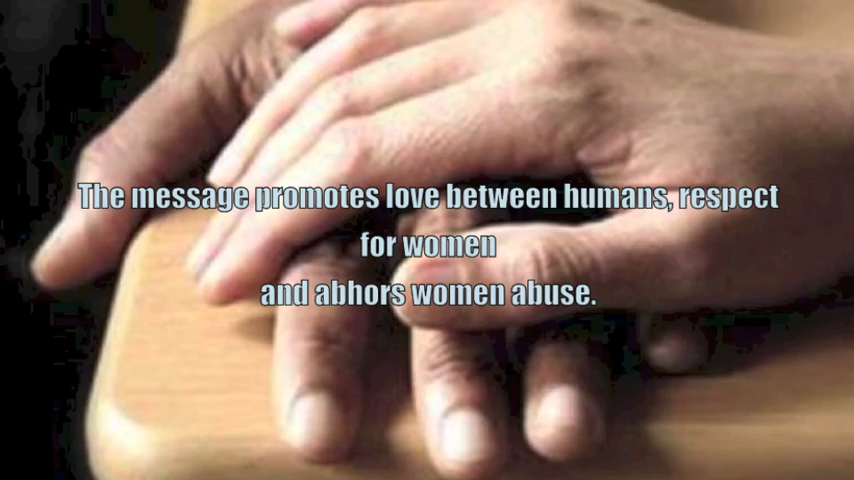 The message promotes love between humans, respect
for women
and abhors women abuse.